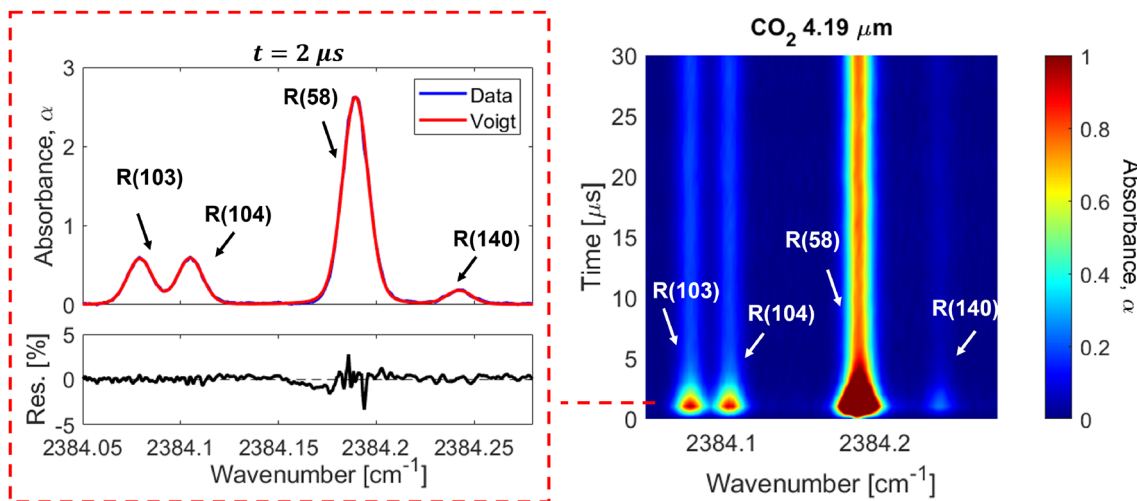 t = 2 μs
3
2
1
0
Absorbance, α
R(58)
Data
Voigt
R(103)
R(104)
R(140)
5
0
-5
Res. [%]
2384.05
2384.1
2384.15
2384.2
2384.25
Wavenumber [cm⁻¹]
CO₂ 4.19 μm
30
25
20
15
10
5
0
Time [μs]
R(58)
R(103)
R(104)
R(140)
2384.1
2384.2
Wavenumber [cm⁻¹]
1
0.8
0.6
0.4
0.2
0
Absorbance, α